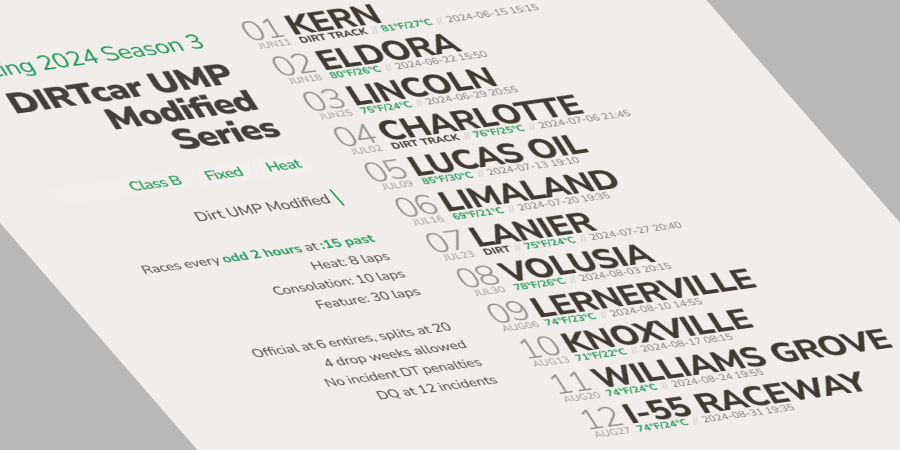 ing 2024 Season 3
DIRTcar UMP
Modified
Series
Class B Fixed Heat
Dirt UMP Modified
Races every odd 2 hours at :15 past
Heat: 8 laps
Consolation: 10 laps
Feature: 30 laps
Official at 6 entires, splits at 20
4 drop weeks allowed
No incident DT penalties
DQ at 12 incidents
01 KERN
JUN11 DIRT TRACK // 81°F/27°C // 2024-06-15 15:15
02 ELDORA
JUN18 80°F/26°C // 2024-06-22 15:50
03 LINCOLN
JUN25 75°F/24°C // 2024-06-29 20:55
04 CHARLOTTE
JUL02 DIRT TRACK // 76°F/25°C // 2024-07-06 21:45
05 LUCAS OIL
JUL09 85°F/30°C // 2024-07-13 19:10
06 LIMALAND
JUL16 69°F/21°C // 2024-07-20 19:35
07 LANIER
JUL23 DIRT // 75°F/24°C // 2024-07-27 20:40
08 VOLUSIA
JUL30 78°F/26°C // 2024-08-03 20:15
09 LERNERVILLE
AUG06 74°F/23°C // 2024-08-10 14:55
10 KNOXVILLE
AUG13 71°F/22°C // 2024-08-17 08:15
11 WILLIAMS GROVE
AUG20 74°F/24°C // 2024-08-24 19:55
12 I-55 RACEWAY
AUG27 74°F/24°C // 2024-08-31 19:35